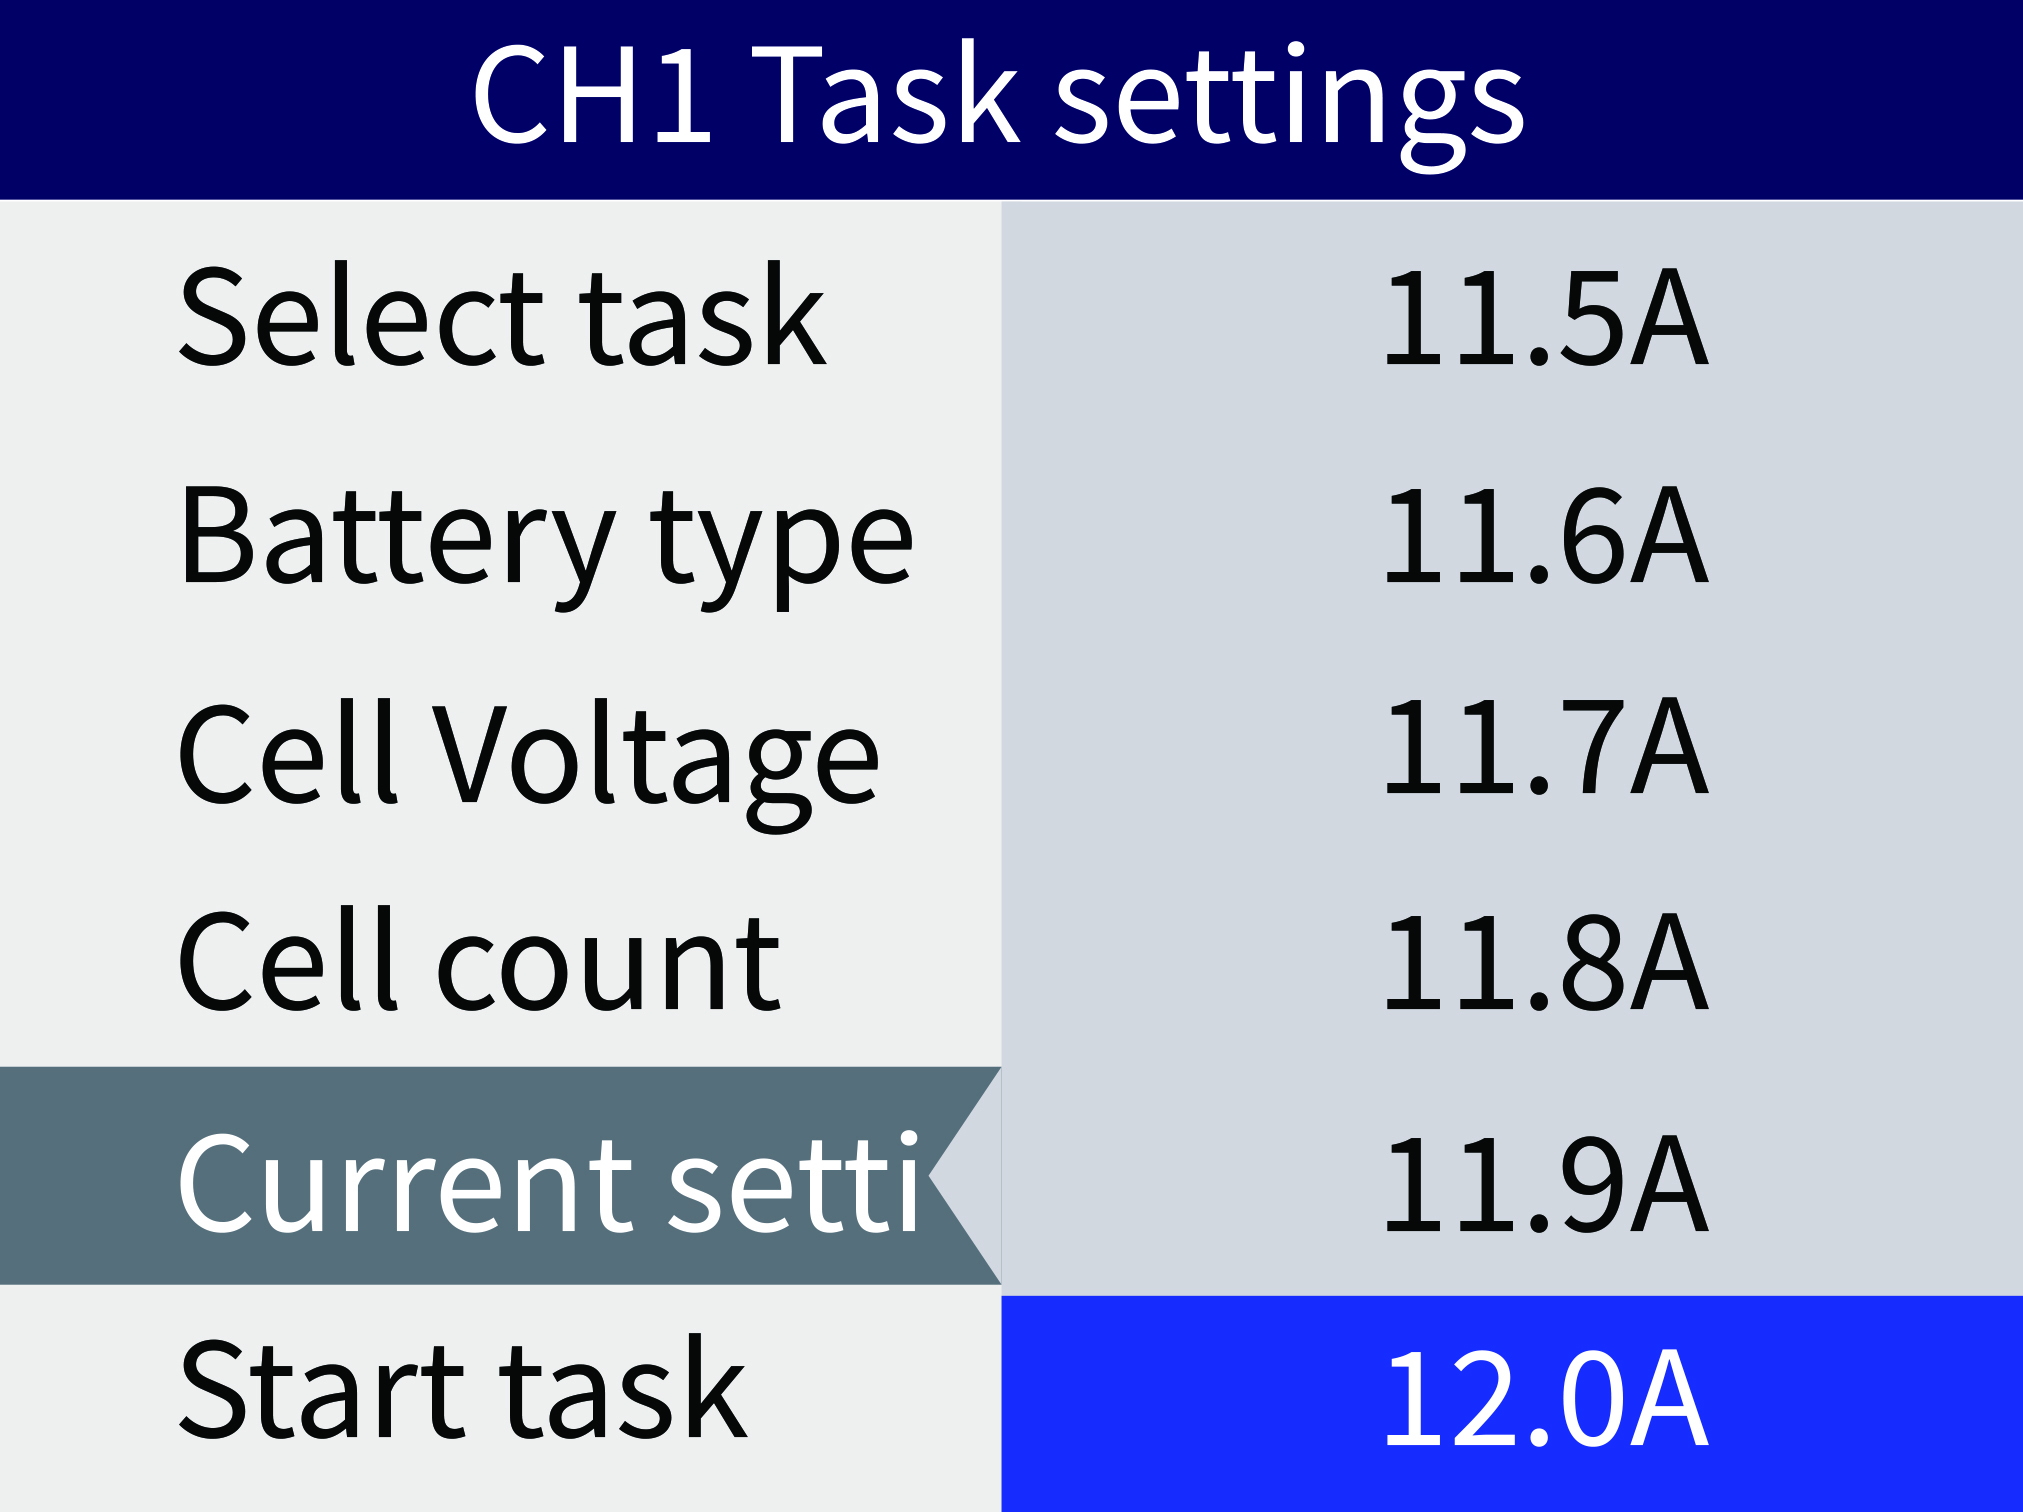 CH1 Task settings
Select task 11.5A
Battery type 11.6A
Cell Voltage 11.7A
Cell count 11.8A
Current setti 11.9A
Start task 12.0A